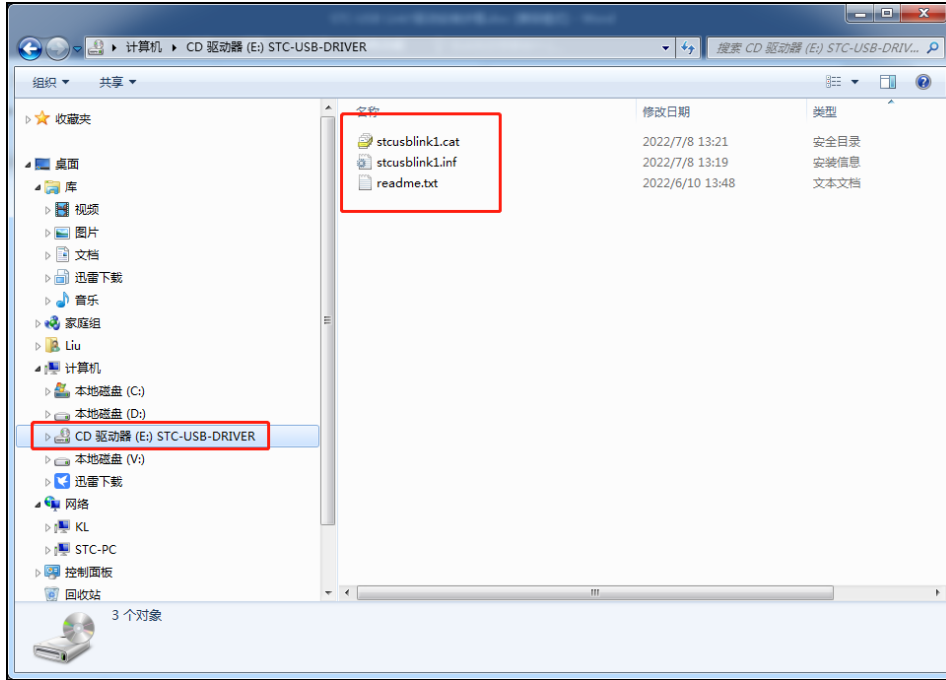 计算机 ▸ CD 驱动器 (E:) STC-USB-DRIVER
搜索 CD 驱动器 (E:) STC-USB-DRIV...
组织 共享
收藏夹
桌面
库
视频
图片
文档
迅雷下载
音乐
家庭组
Liu
计算机
本地磁盘 (C:)
本地磁盘 (D:)
CD 驱动器 (E:) STC-USB-DRIVER
本地磁盘 (V:)
迅雷下载
网络
KL
STC-PC
控制面板
回收站
名称 修改日期 类型
stcusblink1.cat 2022/7/8 13:21 安全目录
stcusblink1.inf 2022/7/8 13:19 安装信息
readme.txt 2022/6/10 13:48 文本文档
3 个对象